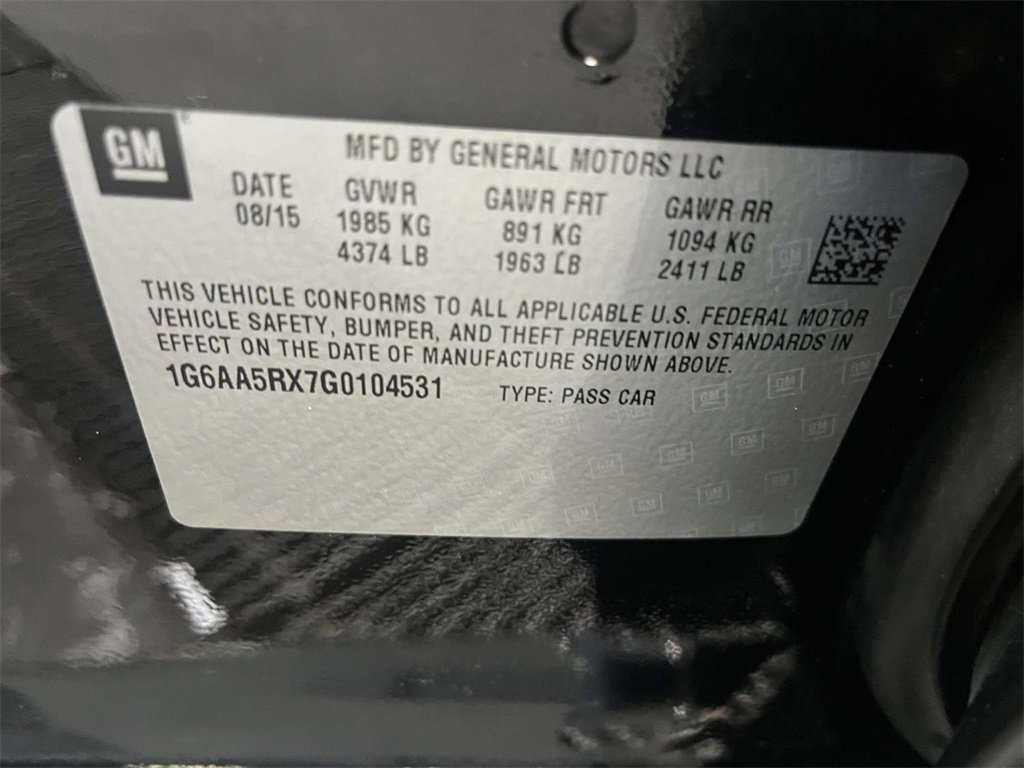 GM
MFD BY GENERAL MOTORS LLC
DATE GVWR GAWR FRT GAWR RR
08/15 1985 KG 891 KG 1094 KG
4374 LB 1963 LB 2411 LB
THIS VEHICLE CONFORMS TO ALL APPLICABLE U.S. FEDERAL MOTOR
VEHICLE SAFETY, BUMPER, AND THEFT PREVENTION STANDARDS IN
EFFECT ON THE DATE OF MANUFACTURE SHOWN ABOVE.
1G6AA5RX7G0104531 TYPE: PASS CAR